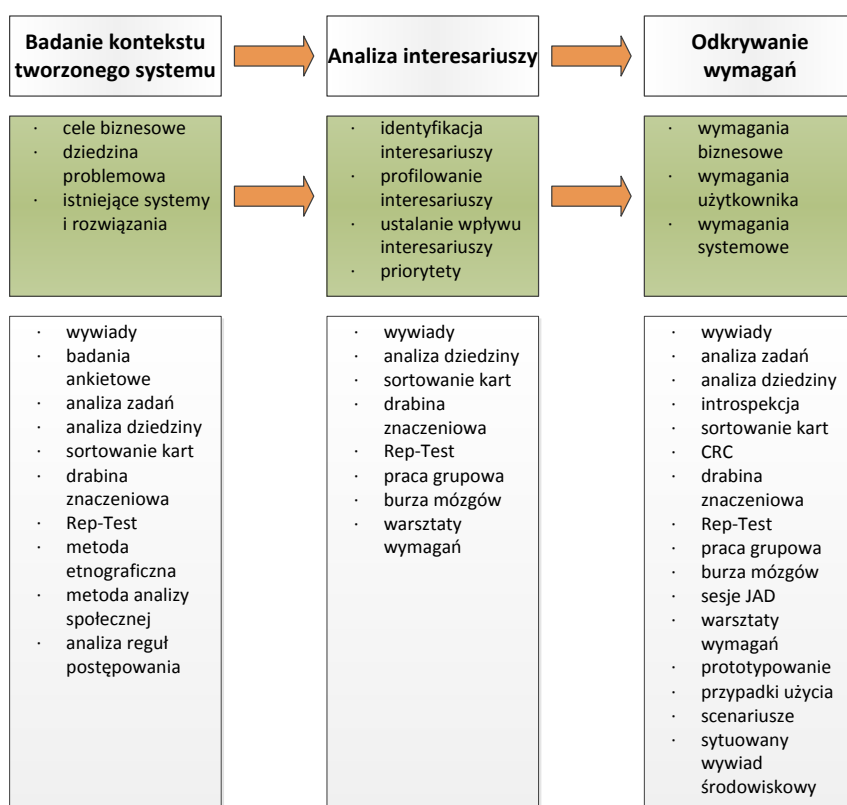 Badanie kontekstu
tworzonego systemu
Analiza interesariuszy
Odkrywanie
wymagań
· cele biznesowe
· dziedzina
problemowa
· istniejące systemy
i rozwiązania
· identyfikacja
interesariuszy
· profilowanie
interesariuszy
· ustalanie wpływu
interesariuszy
· priorytety
· wymagania
biznesowe
· wymagania
użytkownika
· wymagania
systemowe
· wywiady
· badania
ankietowe
· analiza zadań
· analiza dziedziny
· sortowanie kart
· drabina
znaczeniowa
· Rep-Test
· metoda
etnograficzna
· metoda analizy
społecznej
· analiza reguł
postępowania
· wywiady
· analiza dziedziny
· sortowanie kart
· drabina
znaczeniowa
· Rep-Test
· praca grupowa
· burza mózgów
· warsztaty
wymagań
· wywiady
· analiza zadań
· analiza dziedziny
· introspekcja
· sortowanie kart
· CRC
· drabina
znaczeniowa
· Rep-Test
· praca grupowa
· burza mózgów
· sesje JAD
· warsztaty
wymagań
· prototypowanie
· przypadki użycia
· scenariusze
· sytuowany
wywiad
środowiskowy